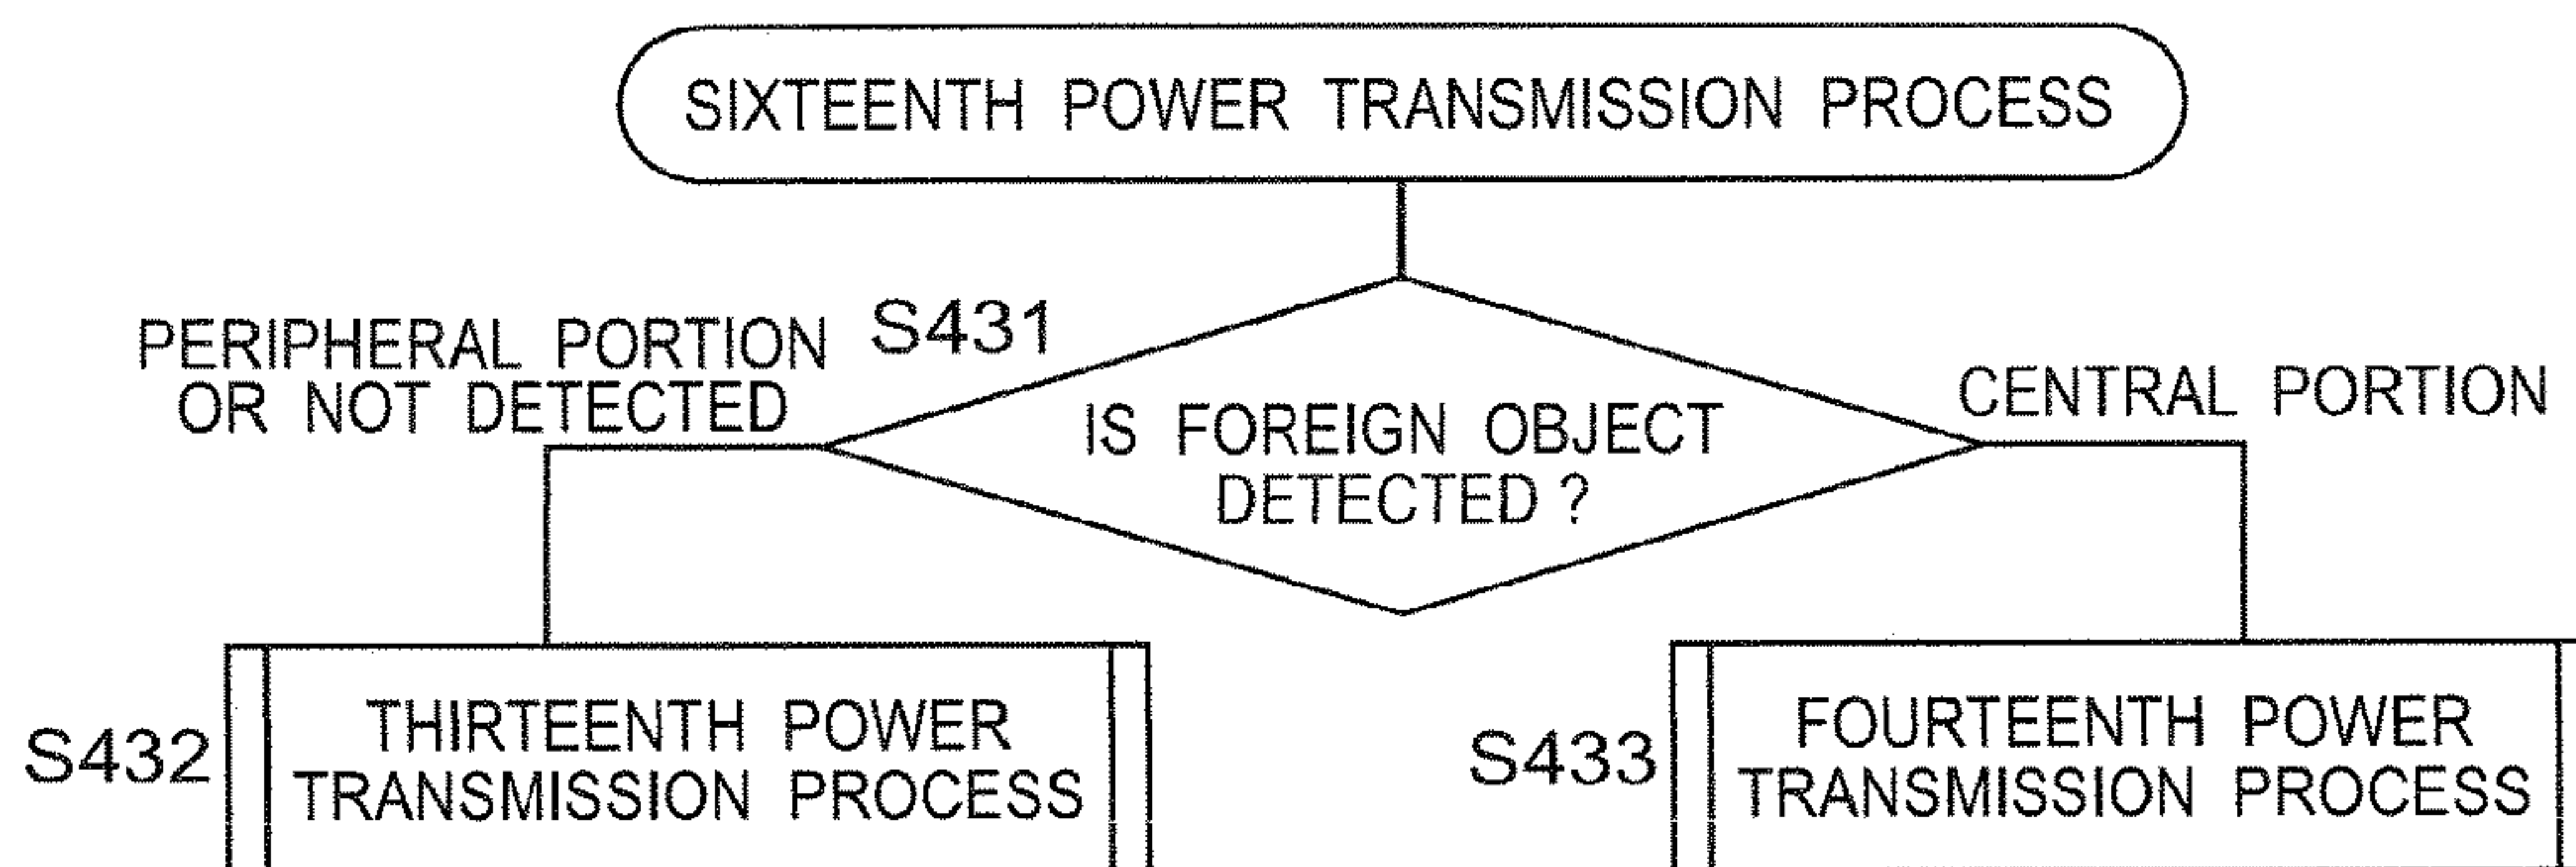 SIXTEENTH POWER TRANSMISSION PROCESS
PERIPHERAL PORTION
OR NOT DETECTED
S431
IS FOREIGN OBJECT
DETECTED ?
CENTRAL PORTION
S432
THIRTEENTH POWER
TRANSMISSION PROCESS
S433
FOURTEENTH POWER
TRANSMISSION PROCESS